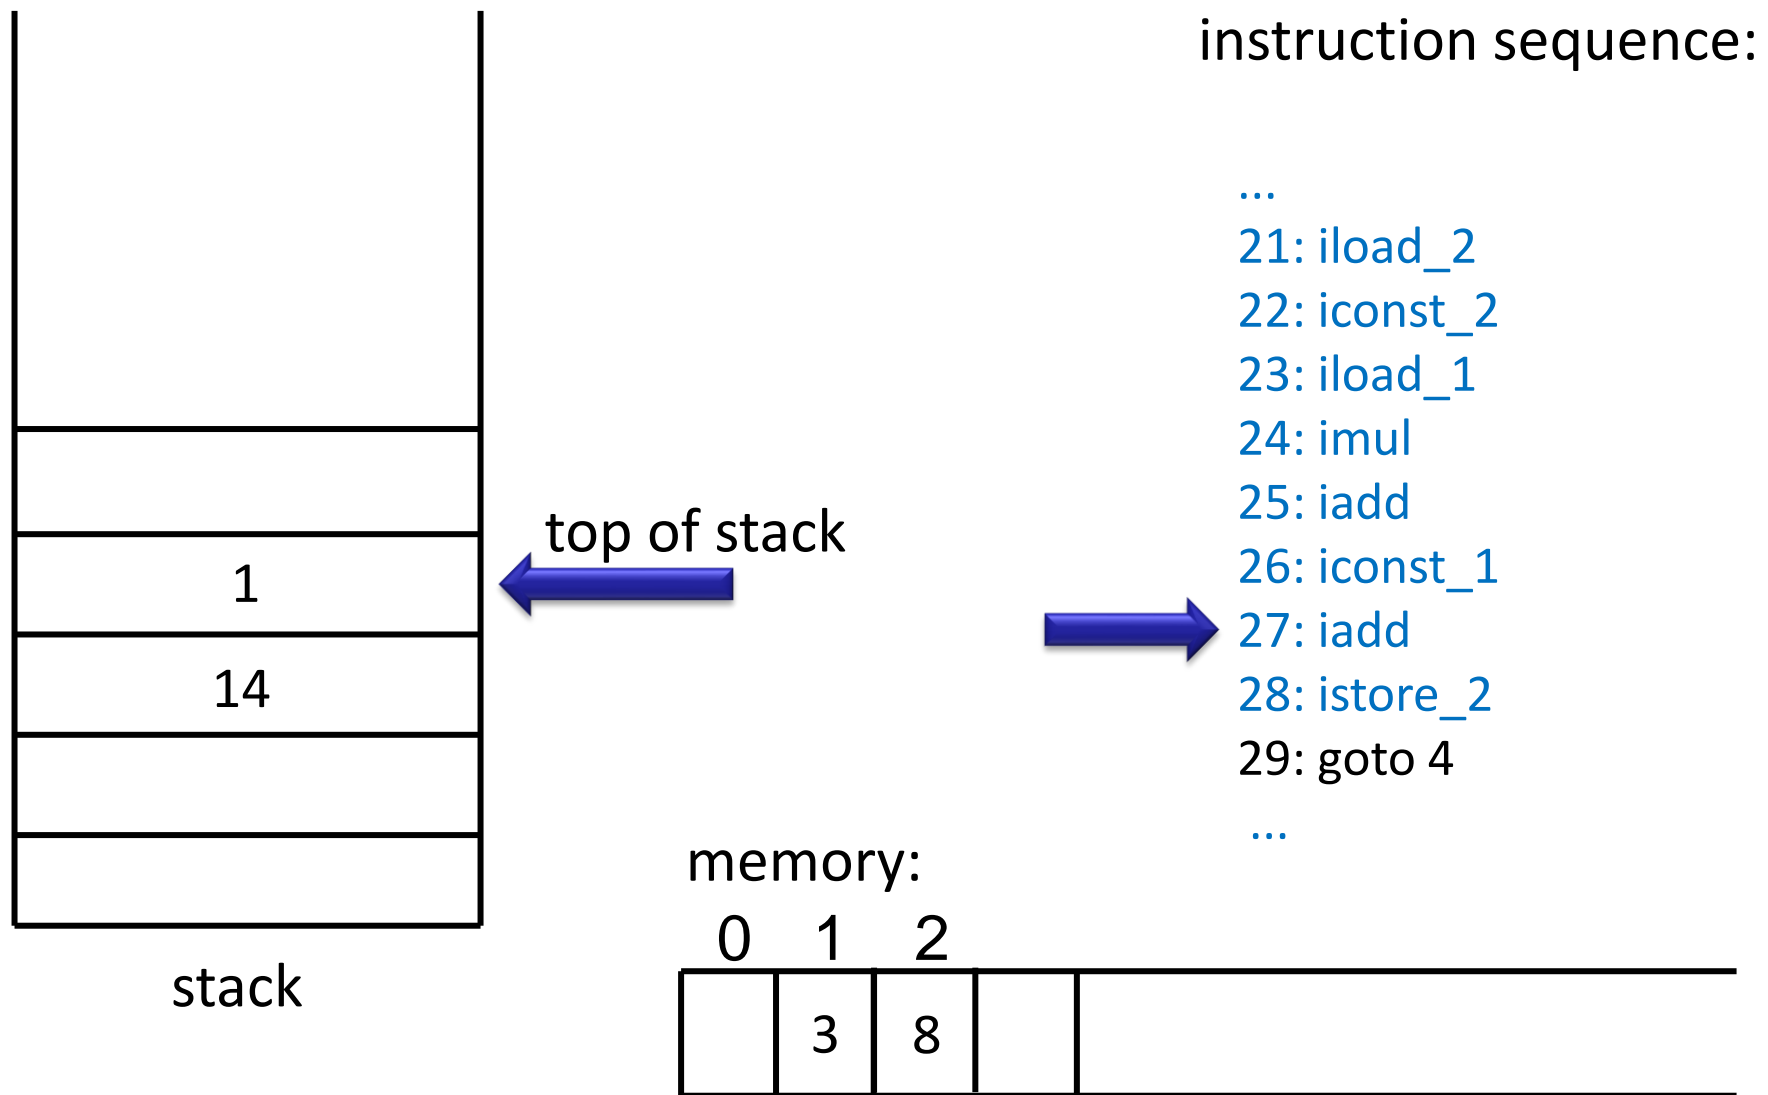 instruction sequence:
...
21: iload_2
22: iconst_2
23: iload_1
24: imul
25: iadd
26: iconst_1
27: iadd
28: istore_2
29: goto 4
...
top of stack
1
14
stack
memory:
0 1 2
3 8